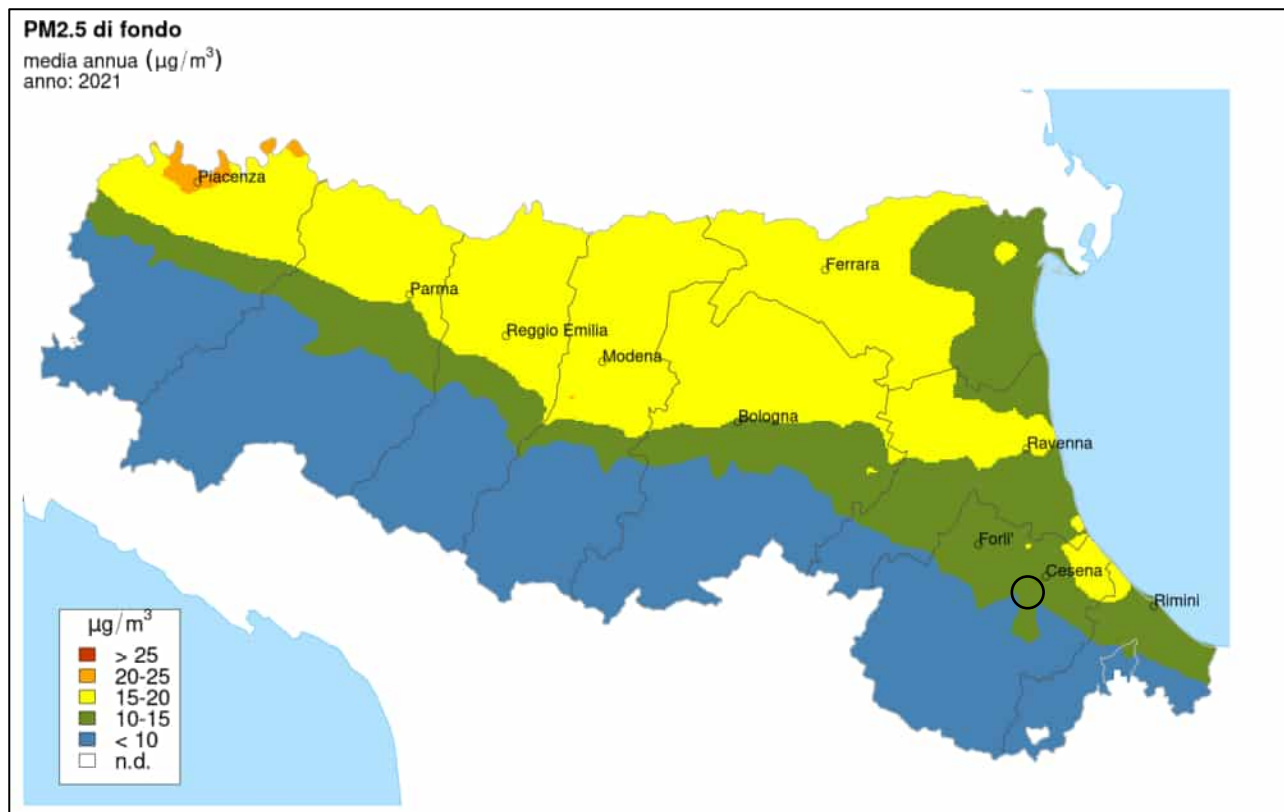 PM2.5 di fondo
media annua (µg/m³)
anno: 2021
Piacenza
Parma
Reggio Emilia
Modena
Ferrara
Bologna
Ravenna
Forli'
Cesena
Rimini
µg/m³
> 25
20-25
15-20
10-15
< 10
n.d.